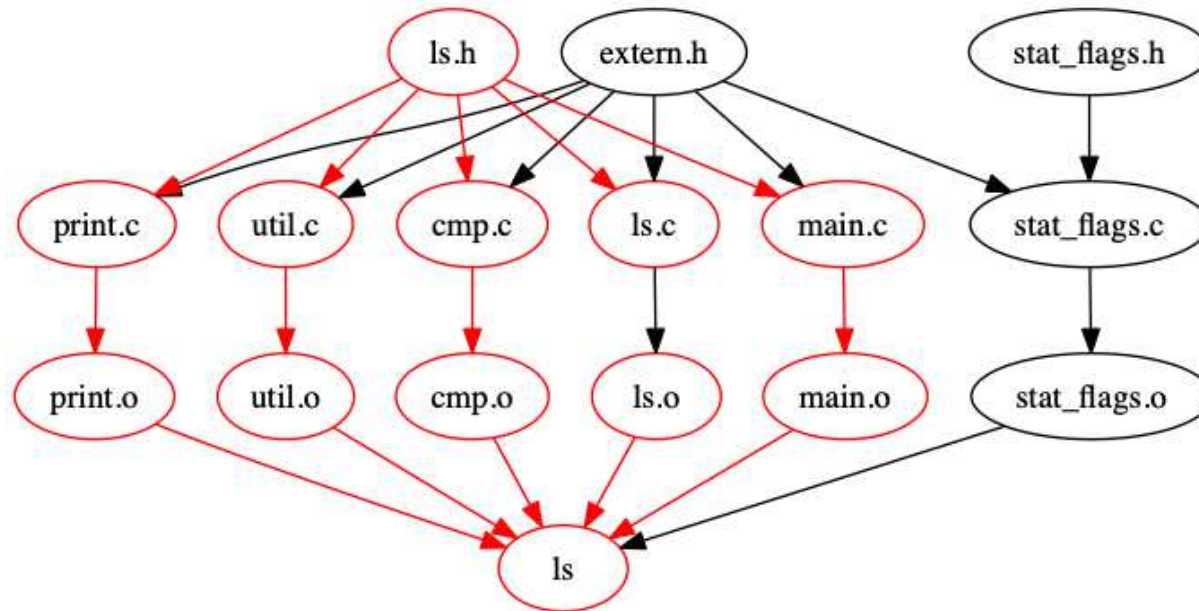 ls.h
extern.h
stat_flags.h
print.c
util.c
cmp.c
ls.c
main.c
stat_flags.c
print.o
util.o
cmp.o
ls.o
main.o
stat_flags.o
ls